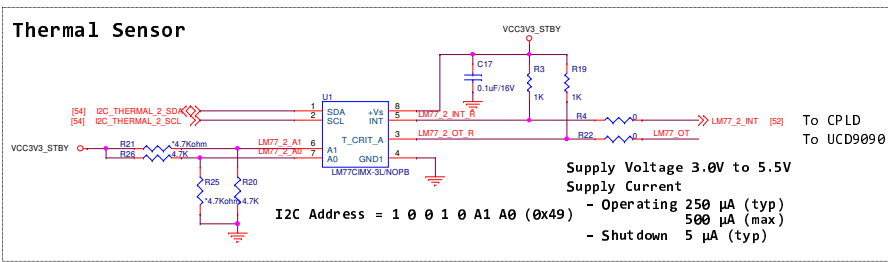 Thermal Sensor
VCC3V3_STBY
C17
0.1uF/16V
R3
1K
R19
1K
U1
[54] I2C_THERMAL_2_SDA
[54] I2C_THERMAL_2_SCL
1 SDA
2 SCL
+Vs 8
INT 5
LM77_2_INT_R
R4 0
LM77_2_INT [52] To CPLD
T_CRIT_A 3
LM77_2_OT_R
R22 0
LM77_OT To UCD9090
VCC3V3_STBY
R21 *4.7Kohm
LM77_2_A1
6 A1
R26 4.7K
LM77_2_A0
7 A0
GND1 4
LM77CIMX-3L/NOPB
R25
*4.7Kohm
R20
4.7K
I2C Address = 1 0 0 1 0 A1 A0 (0x49)
Supply Voltage 3.0V to 5.5V
Supply Current
- Operating 250 µA (typ)
500 µA (max)
- Shutdown 5 µA (typ)